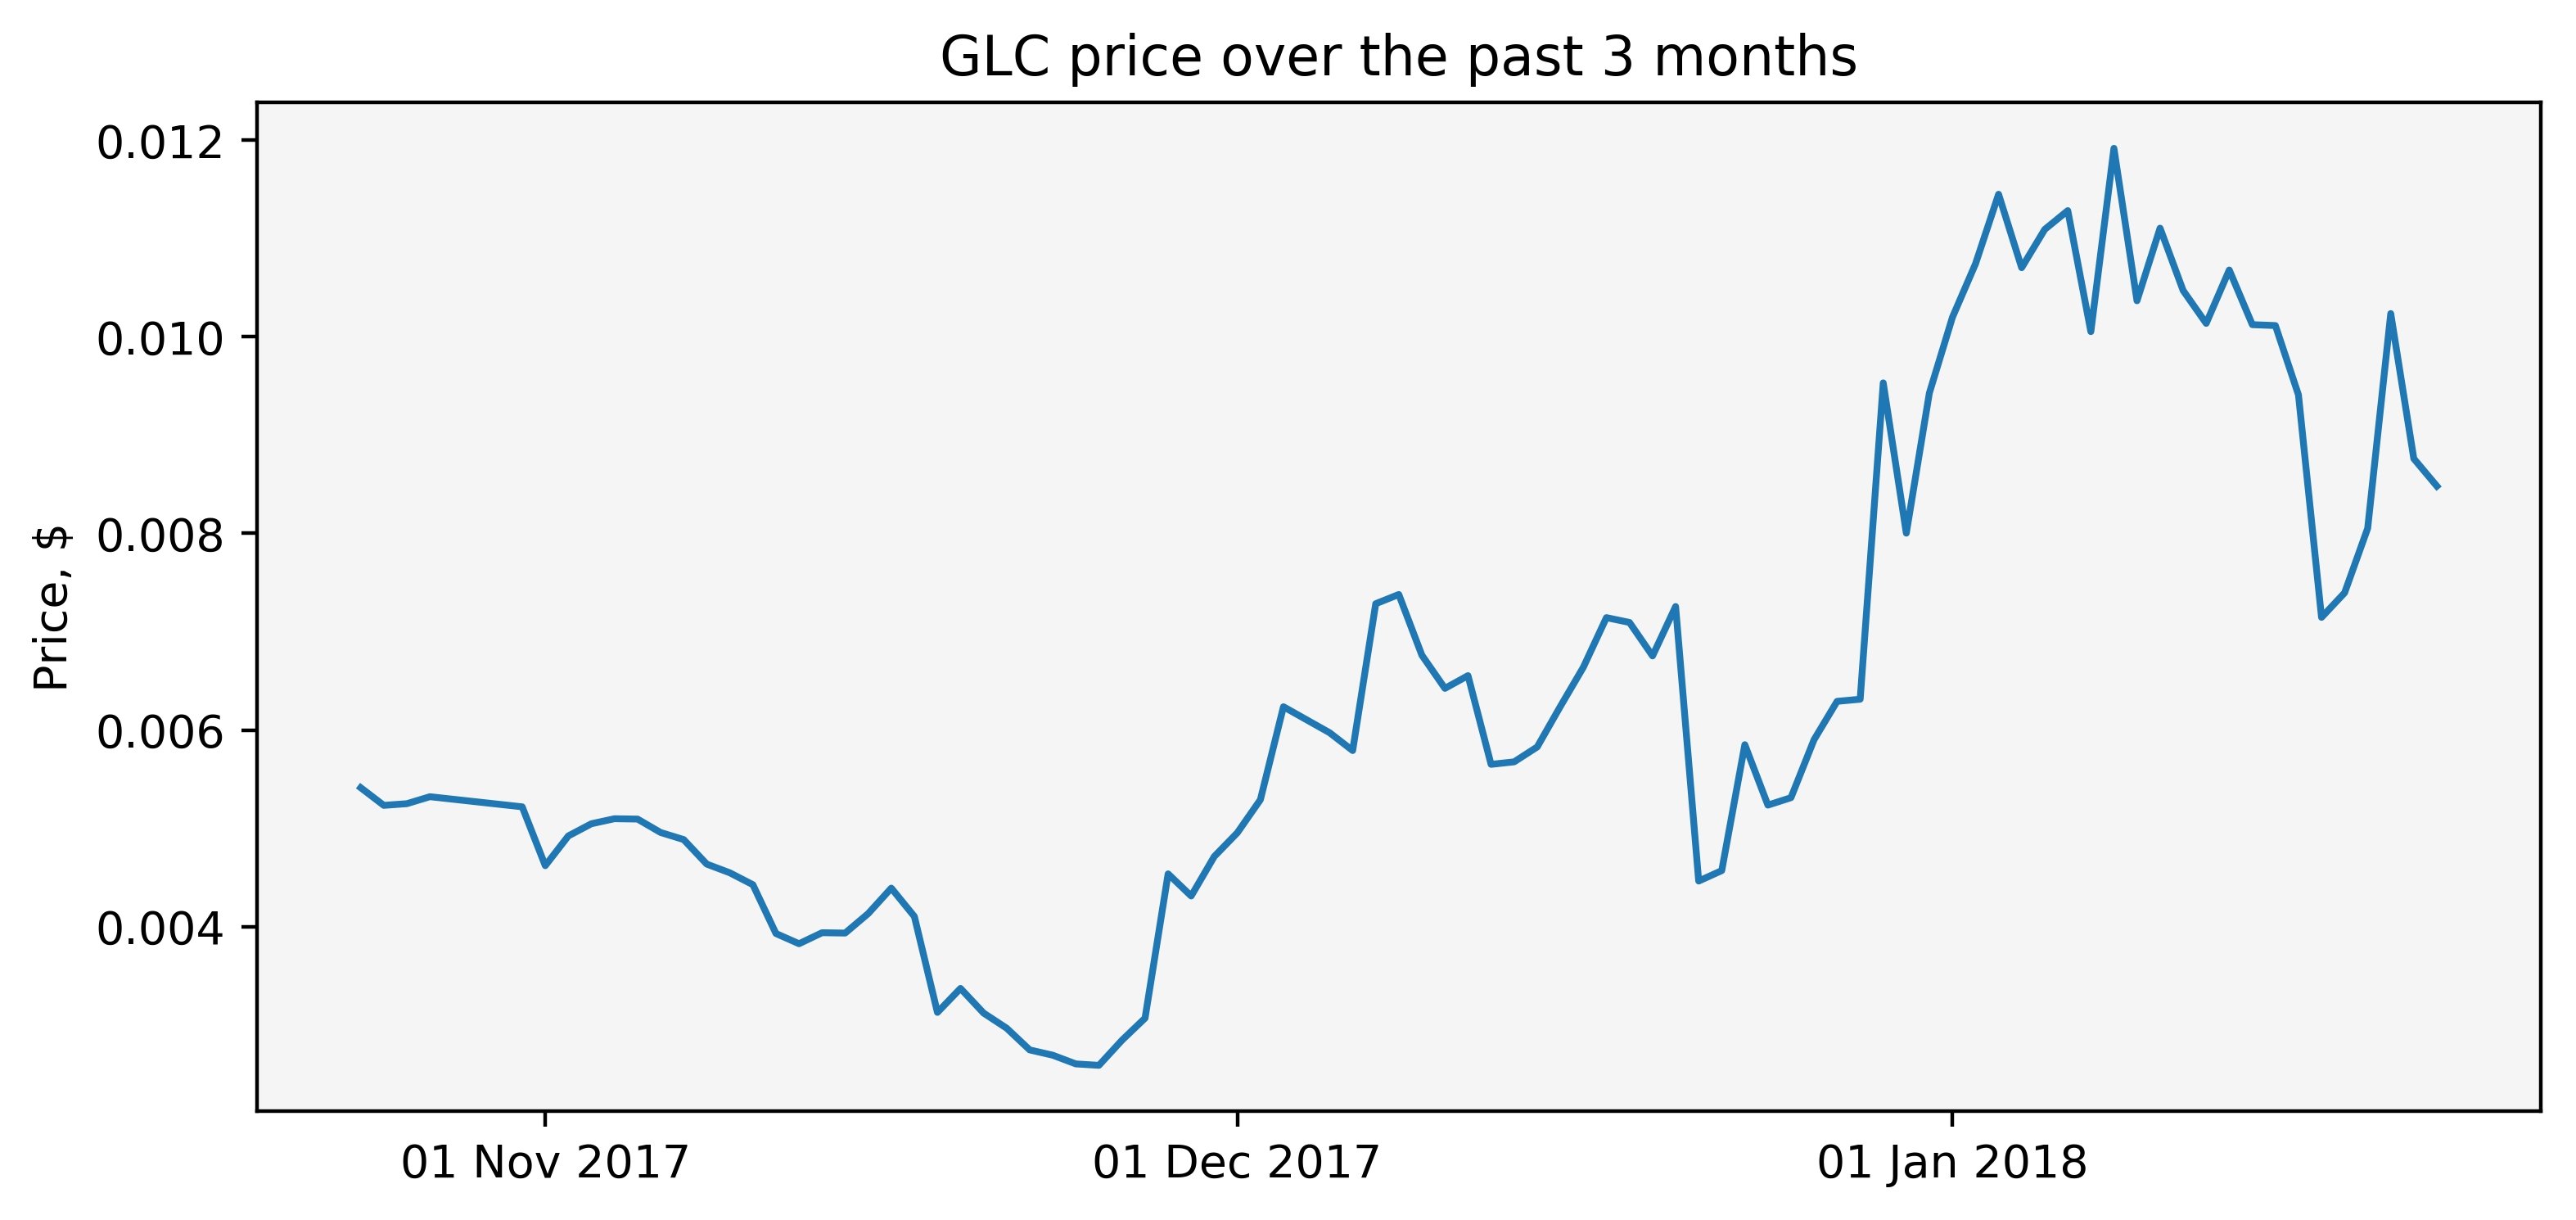 GLC price over the past 3 months
0.012
0.010
0.008
0.006
0.004
Price, $
01 Nov 2017
01 Dec 2017
01 Jan 2018